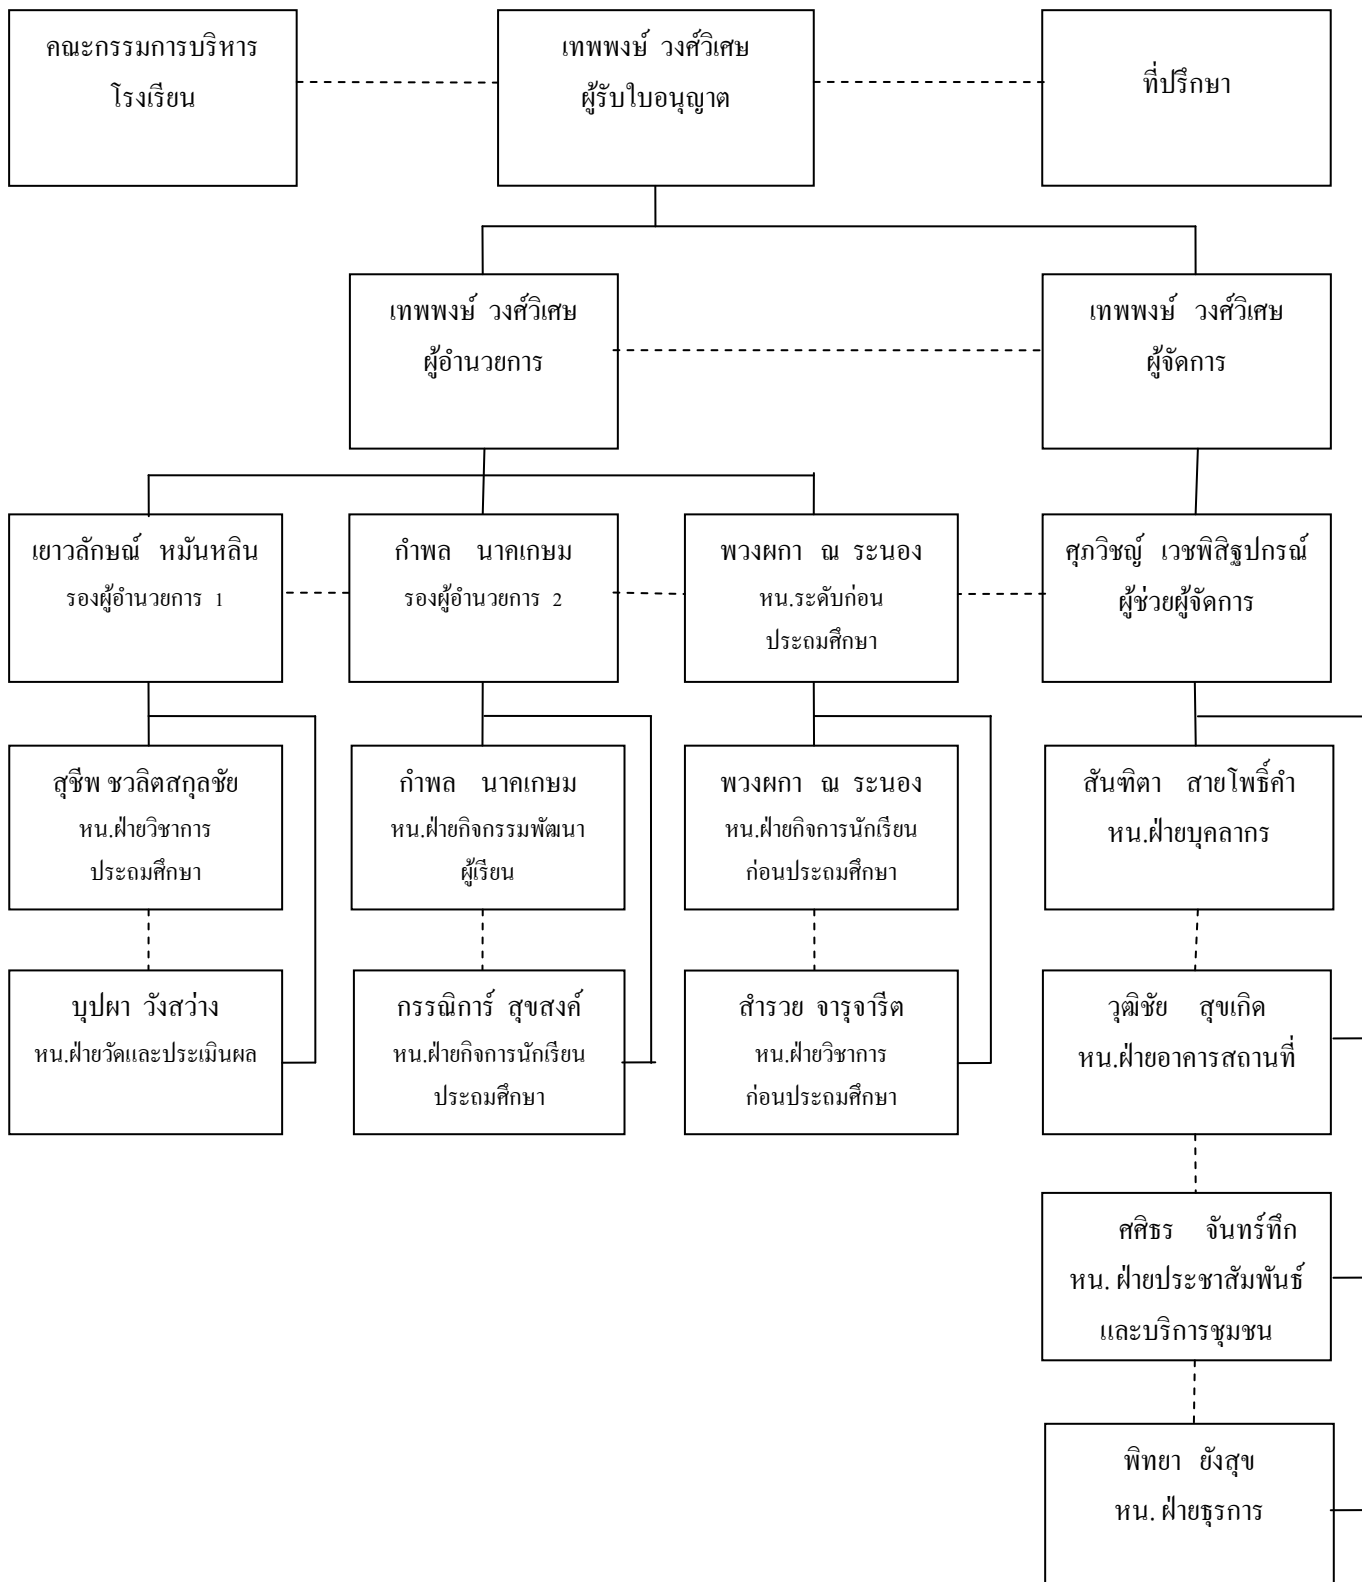 คณะกรรมการบริหาร
โรงเรียน
เทพพงษ์ วงศ์วิเศษ
ผู้รับใบอนุญาต
ที่ปรึกษา
เทพพงษ์ วงศ์วิเศษ
ผู้อำนวยการ
เทพพงษ์ วงศ์วิเศษ
ผู้จัดการ
เยาวลักษณ์ หมันหลิน
รองผู้อำนวยการ 1
กำพล นาคเกษม
รองผู้อำนวยการ 2
พวงผกา ณ ระนอง
หน.ระดับก่อน
ประถมศึกษา
ศุภวิชญ์ เวชพิสิฐปกรณ์
ผู้ช่วยผู้จัดการ
สุชีพ ชวลิตสกุลชัย
หน.ฝ่ายวิชาการ
ประถมศึกษา
กำพล นาคเกษม
หน.ฝ่ายกิจกรรมพัฒนา
ผู้เรียน
พวงผกา ณ ระนอง
หน.ฝ่ายกิจการนักเรียน
ก่อนประถมศึกษา
สันฑิตา สายโพธิ์คำ
หน.ฝ่ายบุคลากร
บุปผา วังสว่าง
หน.ฝ่ายวัดและประเมินผล
กรรณิการ์ สุขสงค์
หน.ฝ่ายกิจการนักเรียน
ประถมศึกษา
สำรวย จารุจารีต
หน.ฝ่ายวิชาการ
ก่อนประถมศึกษา
วุฒิชัย สุขเกิด
หน.ฝ่ายอาคารสถานที่
ศศิธร จันทร์ทึก
หน. ฝ่ายประชาสัมพันธ์
และบริการชุมชน
พิทยา ยังสุข
หน. ฝ่ายธุรการ